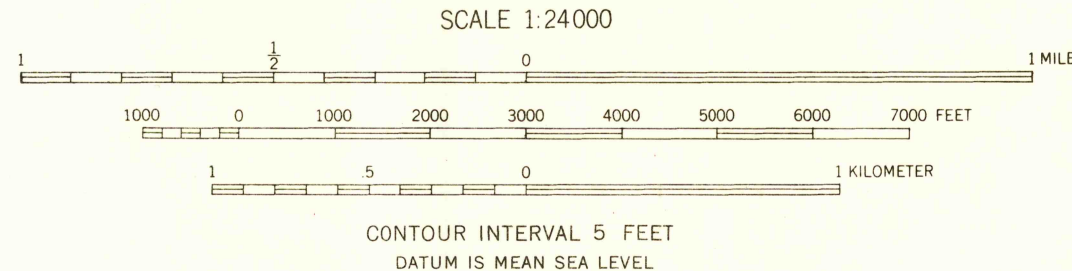 SCALE 1:24000
1 1/2 0 1 MILE
1000 0 1000 2000 3000 4000 5000 6000 7000 FEET
1 .5 0 1 KILOMETER
CONTOUR INTERVAL 5 FEET
DATUM IS MEAN SEA LEVEL